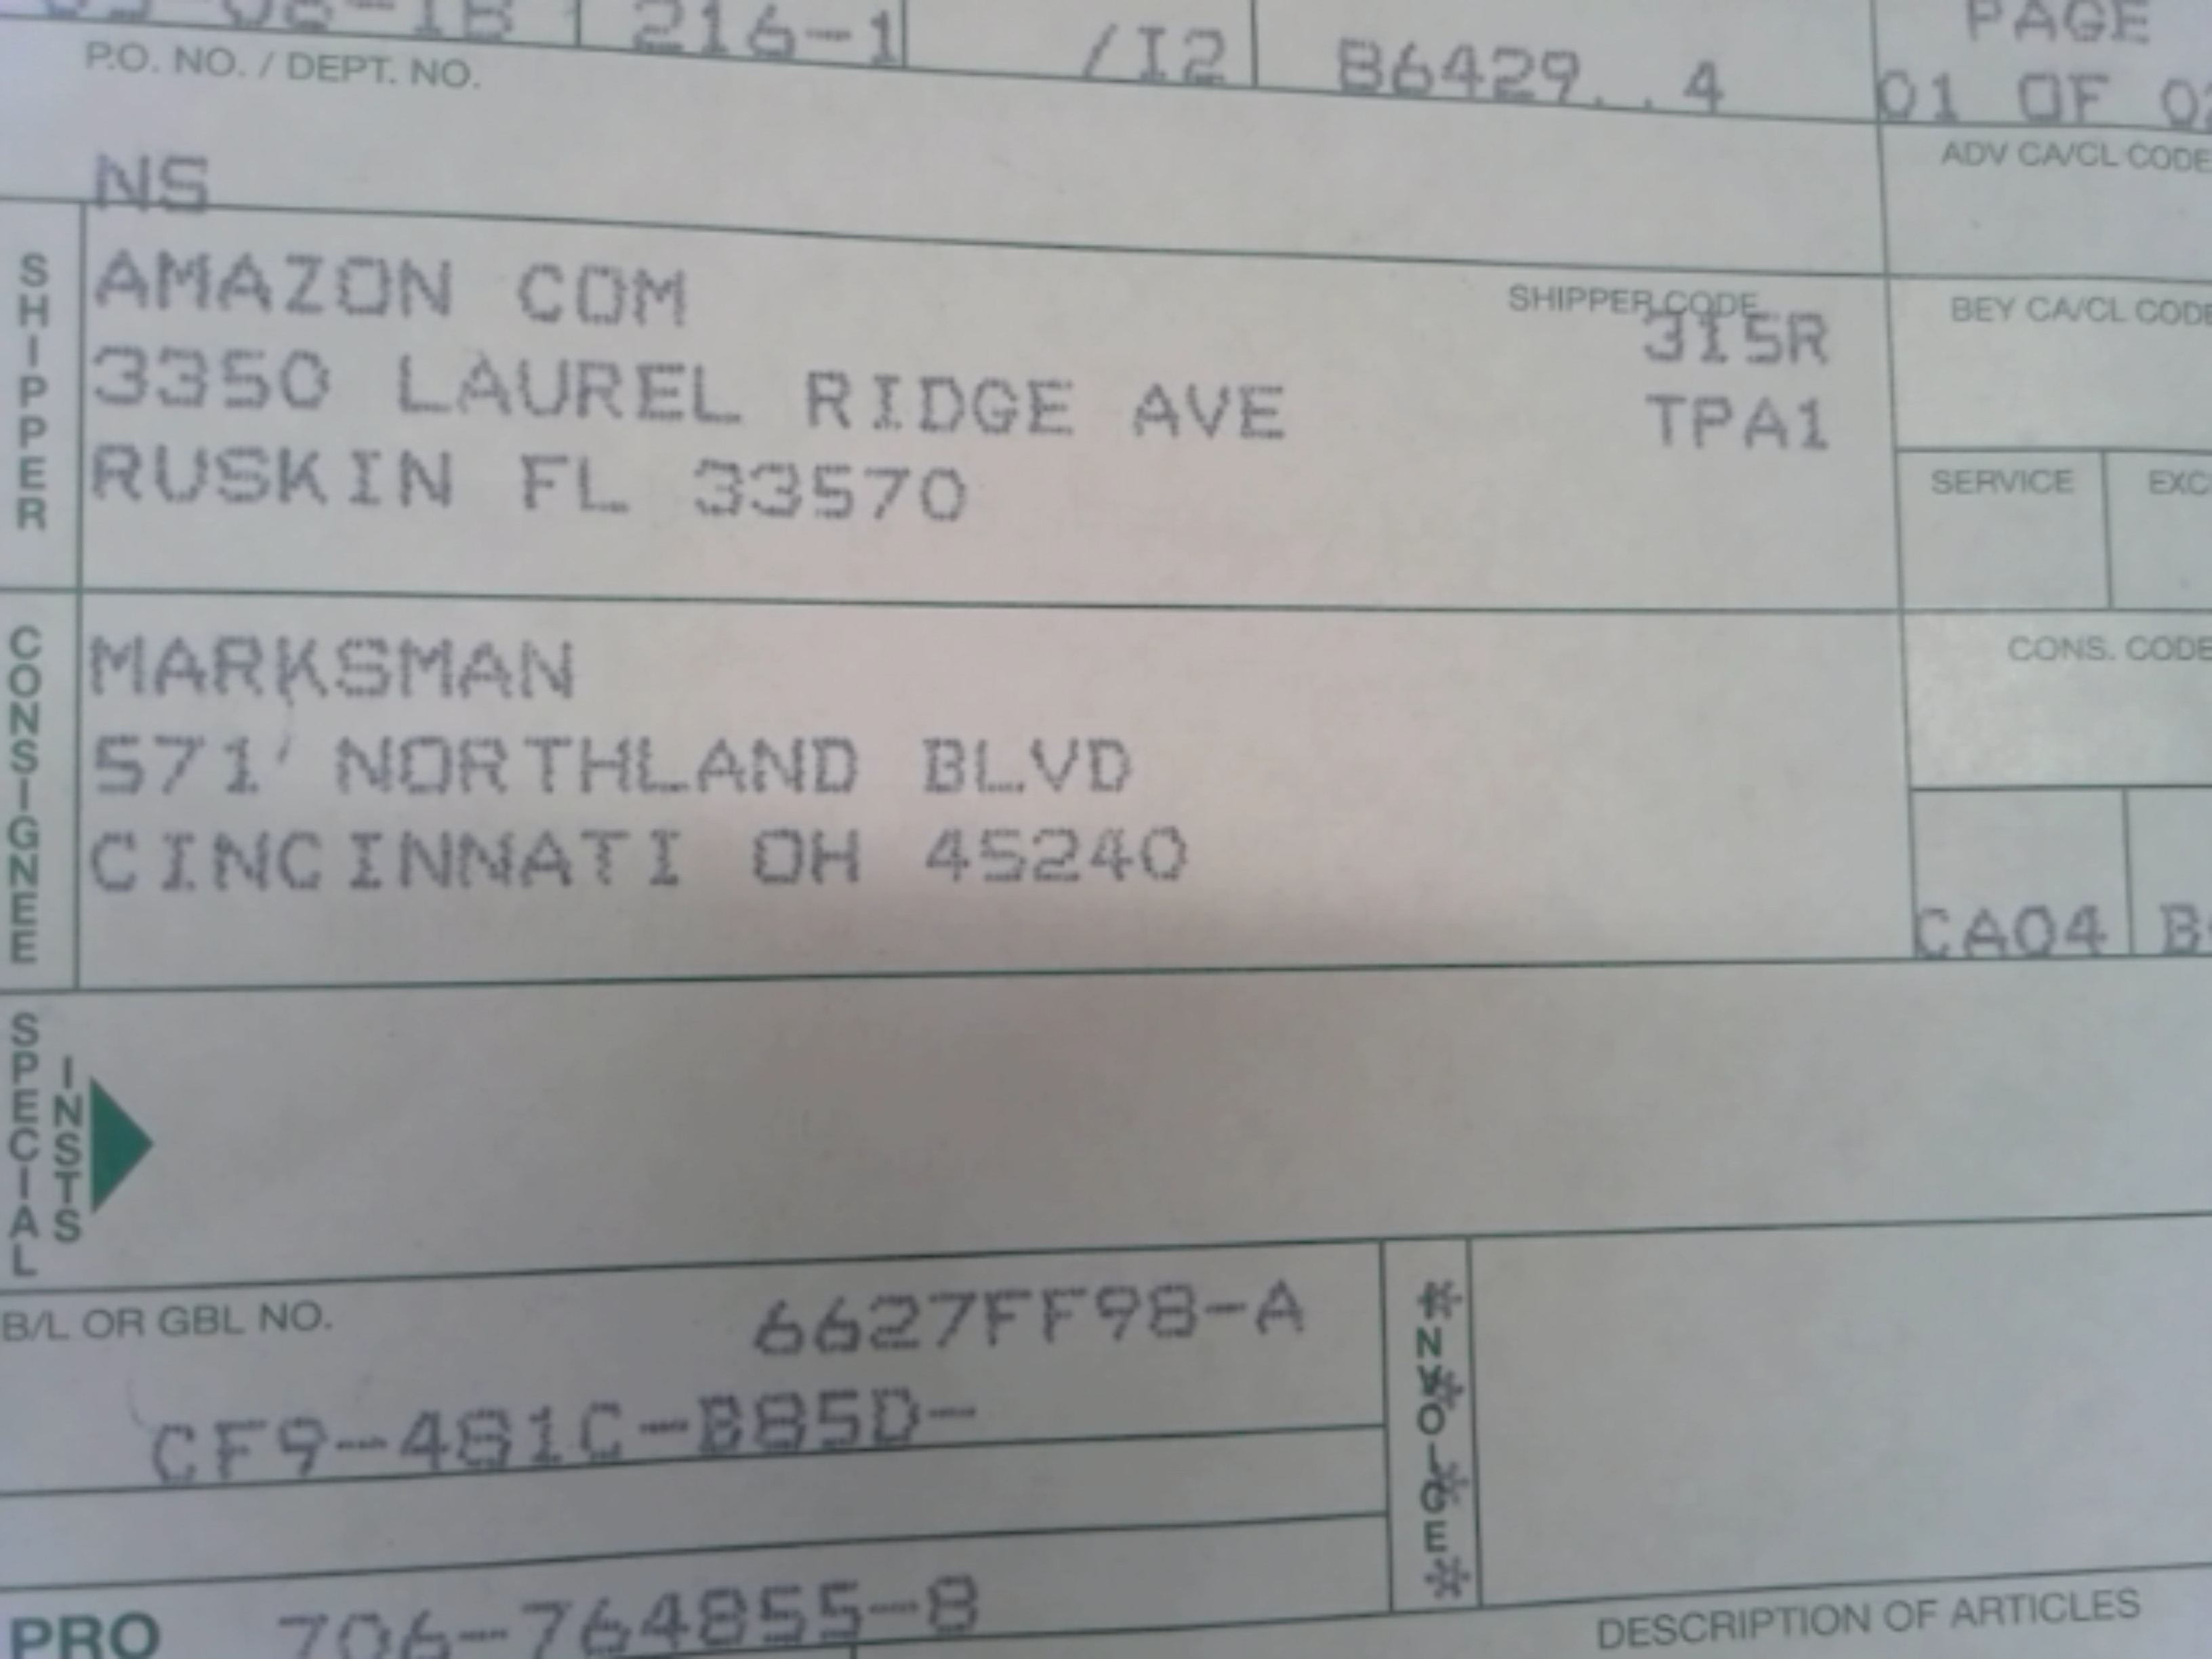 216-1 /I2 B6429 4 PAGE
P.O. NO. / DEPT. NO. 01 OF
NS ADV CA/CL CODE
SHIPPER
AMAZON COM
SHIPPER CODE BEY CA/CL CODE
315R
3350 LAUREL RIDGE AVE TPA1
RUSKIN FL 33570 SERVICE
CONSIGNEE
MARKSMAN CONS. CODE
571 NORTHLAND BLVD
CINCINNATI OH 45240
CA04
SPECIAL INSTS
B/L OR GBL NO. 6627FF98-A
CF9-481C-B85D-
INVOICE
PRO 706-764855-8
DESCRIPTION OF ARTICLES